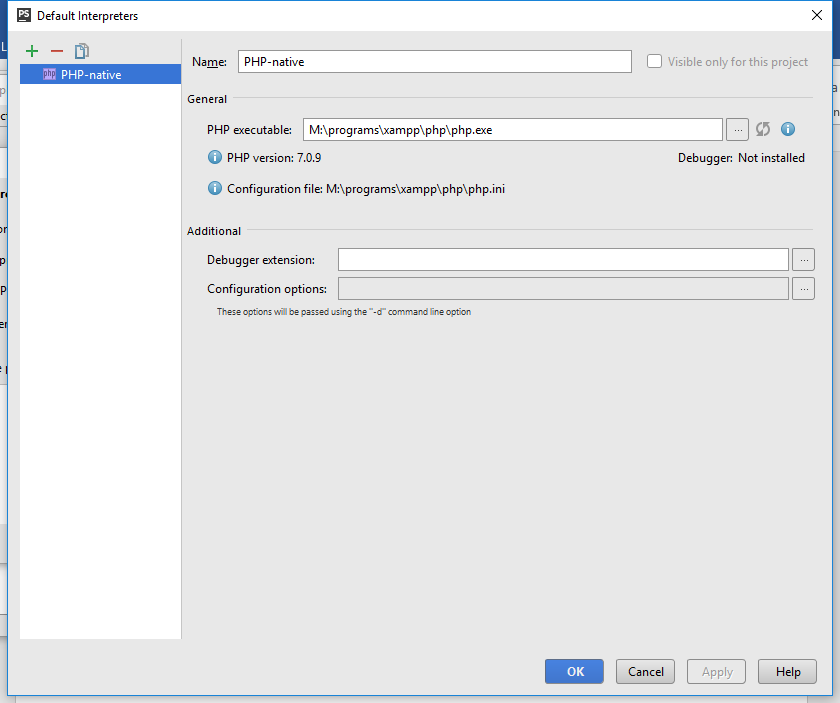 PS Default Interpreters
Name: PHP-native Visible only for this project
php PHP-native
General
PHP executable: M:\programs\xampp\php\php.exe ...
PHP version: 7.0.9 Debugger: Not installed
Configuration file: M:\programs\xampp\php\php.ini
Additional
Debugger extension: ...
Configuration options: ...
These options will be passed using the "-d" command line option
OK Cancel Apply Help